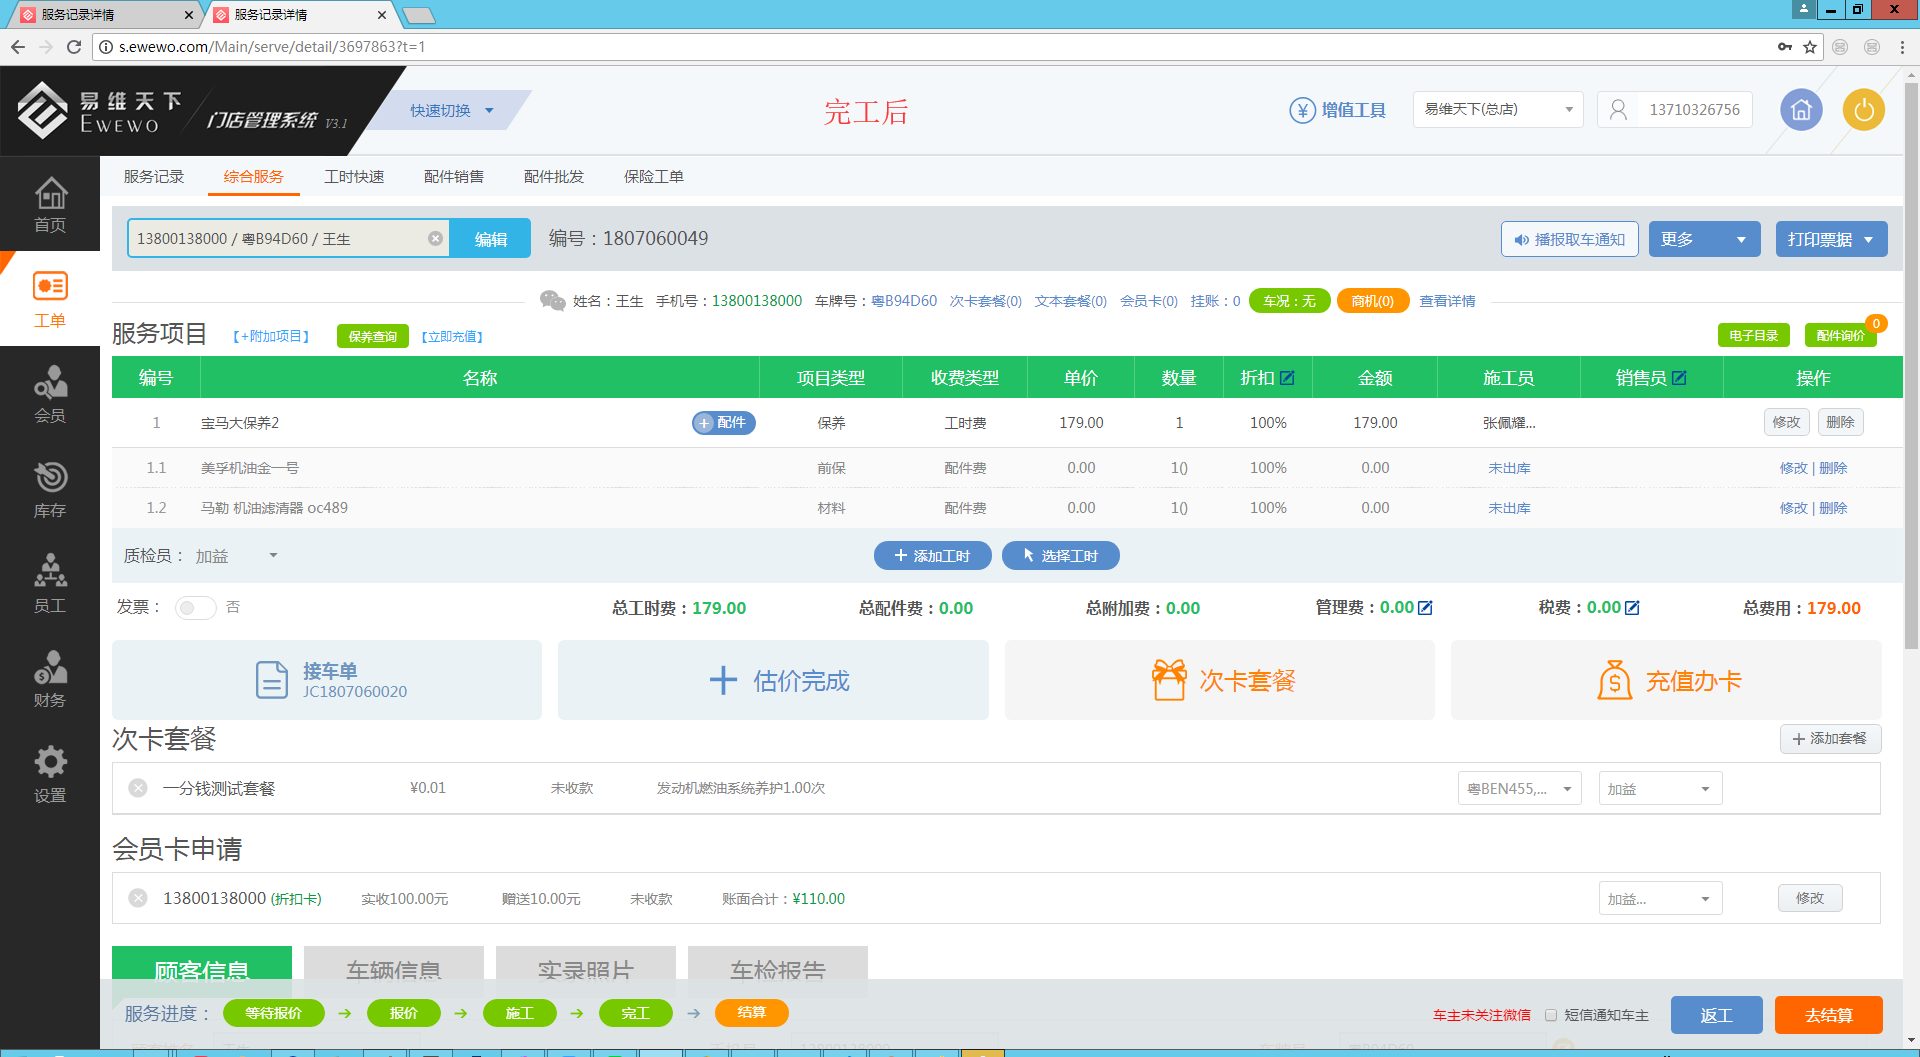 服务记录详情
服务记录详情
s.ewewo.com/Main/serve/detail/3697863?t=1
易维天下
EWEWO
门店管理系统 V3.1
快速切换
完工后
增值工具
易维天下(总店)
13710326756
首页
工单
会员
库存
员工
财务
设置
服务记录 综合服务 工时快速 配件销售 配件批发 保险工单
13800138000 / 粤B94D60 / 王生
编辑
编号：1807060049
播报取车通知
更多
打印票据
姓名：王生 手机号：13800138000 车牌号：粤B94D60 次卡套餐(0) 文本套餐(0) 会员卡(0) 挂账：0 车况：无 商机(0) 查看详情
服务项目 【+附加项目】 保养查询 【立即充值】
电子目录 配件询价 0
编号 名称 项目类型 收费类型 单价 数量 折扣 金额 施工员 销售员 操作
1 宝马大保养2 + 配件 保养 工时费 179.00 1 100% 179.00 张佩耀... 修改 删除
1.1 美孚机油金一号 前保 配件费 0.00 1() 100% 0.00 未出库 修改 | 删除
1.2 马勒 机油滤清器 oc489 材料 配件费 0.00 1() 100% 0.00 未出库 修改 | 删除
质检员： 加益 + 添加工时 选择工时
发票： 否 总工时费：179.00 总配件费：0.00 总附加费：0.00 管理费：0.00 税费：0.00 总费用：179.00
接车单
JC1807060020
+ 估价完成
次卡套餐
充值办卡
次卡套餐
+ 添加套餐
一分钱测试套餐 ¥0.01 未收款 发动机燃油系统养护1.00次 粤BEN455,... 加益
会员卡申请
13800138000 (折扣卡) 实收100.00元 赠送10.00元 未收款 账面合计：¥110.00 加益... 修改
顾客信息 车辆信息 实录照片 车检报告
服务进度： 等待报价 → 报价 → 施工 → 完工 → 结算
车主未关注微信 短信通知车主 返工 去结算